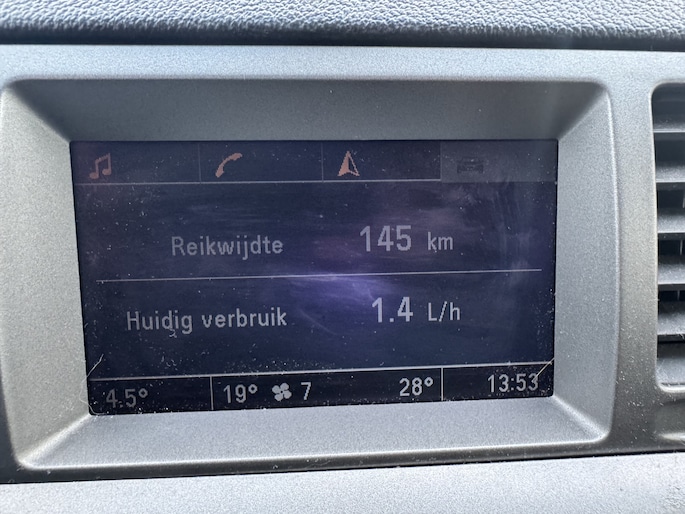 Reikwijdte 145 km
Huidig verbruik 1.4 L/h
4.5° 19° 7 28° 13:53